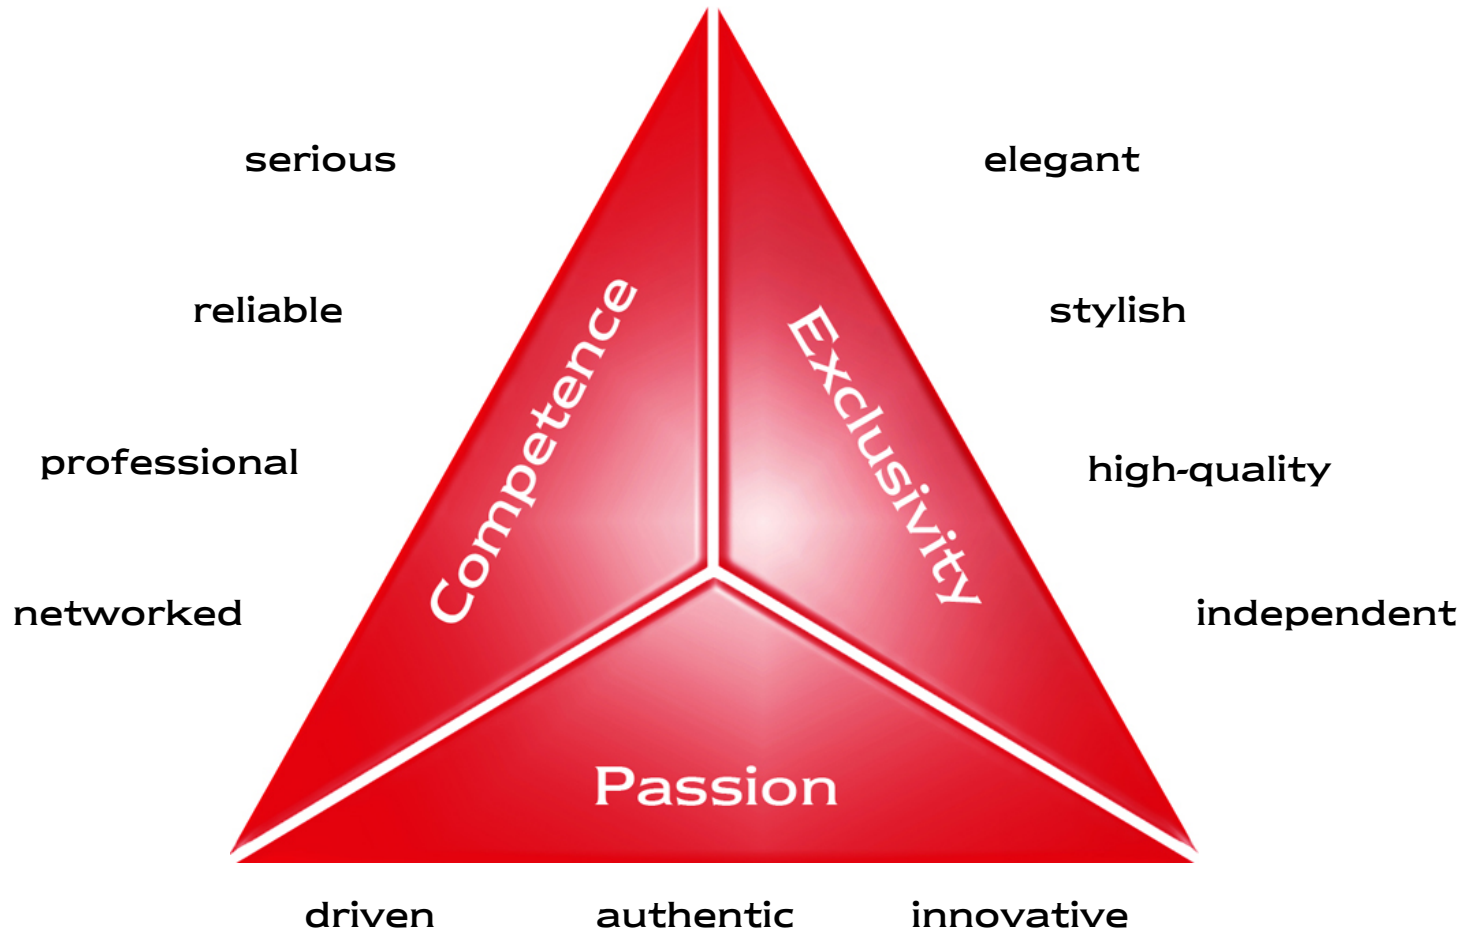 serious
elegant
reliable
stylish
Competence
Exclusivity
professional
high-quality
networked
independent
Passion
driven authentic innovative